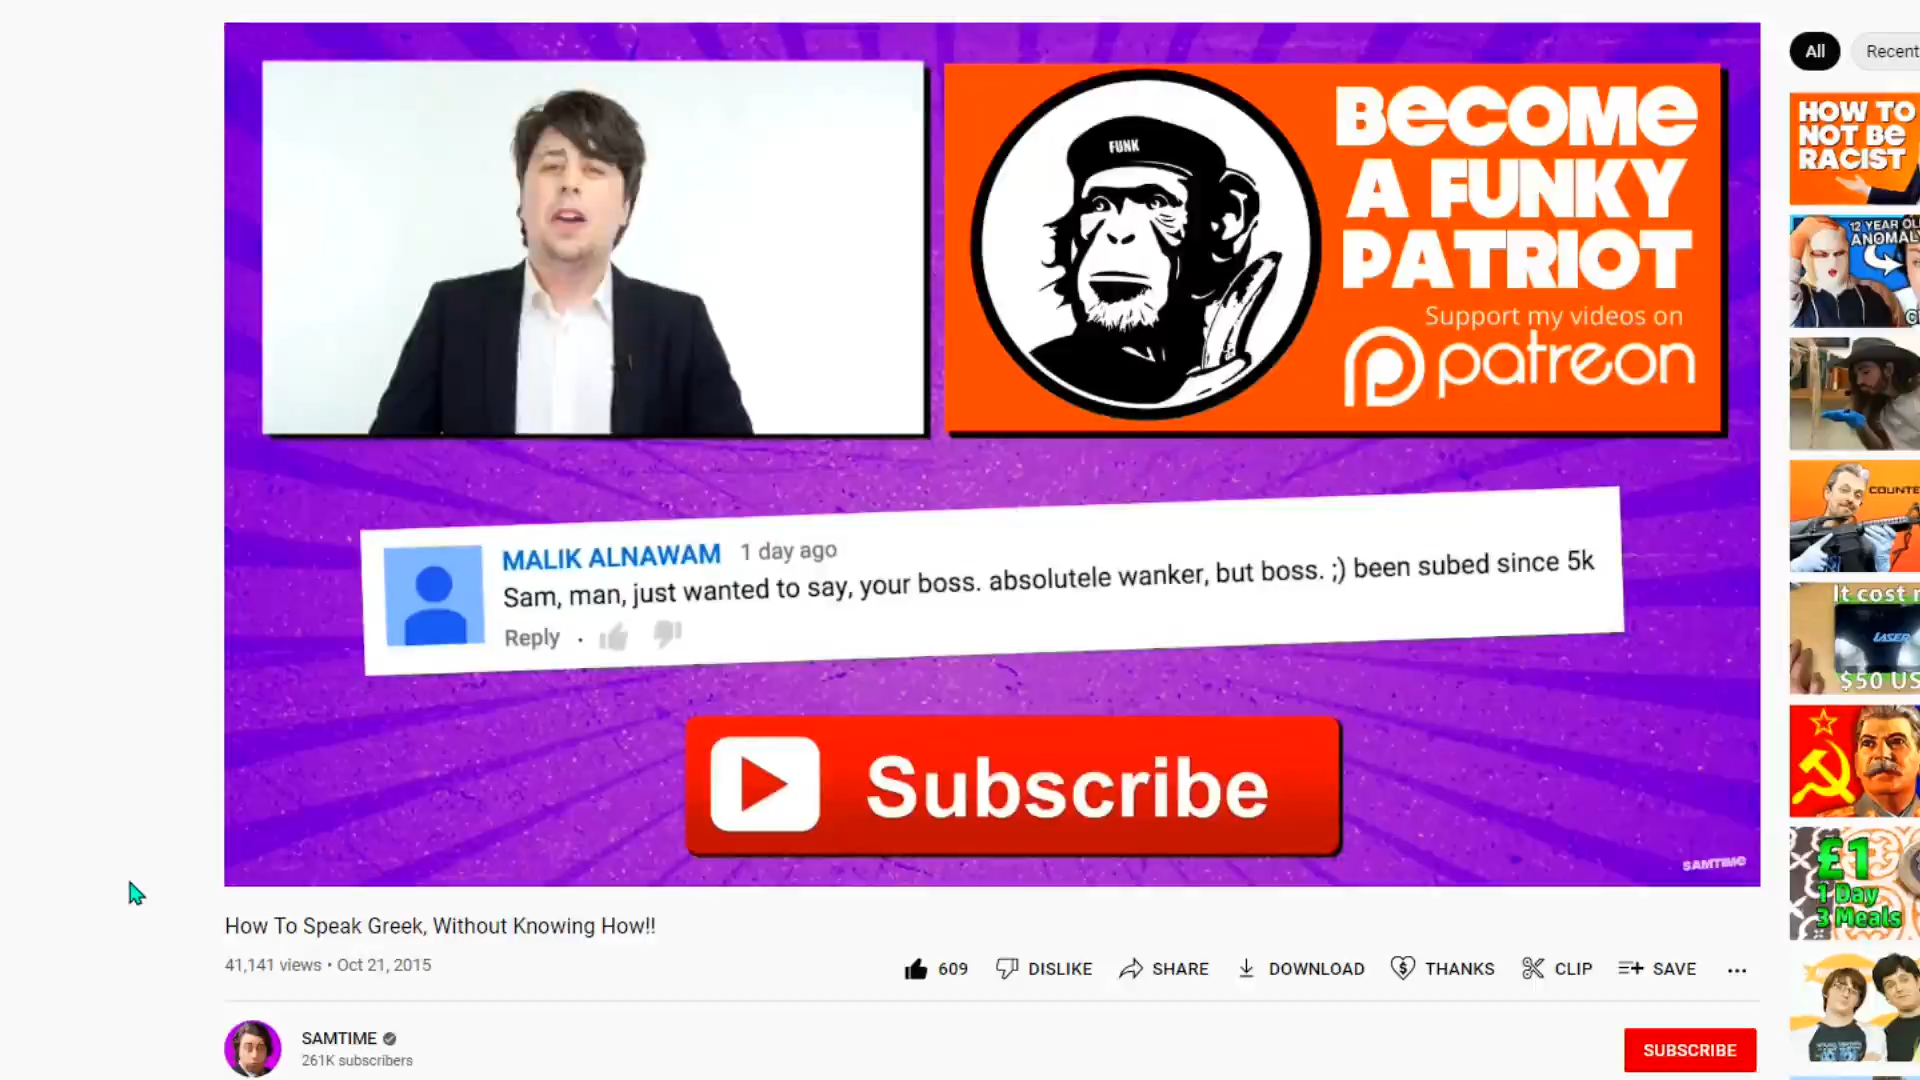 FUNK
BECOME
A FUNKY
PATRIOT
Support my videos on
patreon
MALIK ALNAWAM 1 day ago
Sam, man, just wanted to say, your boss. absolutele wanker, but boss. ;) been subed since 5k
Reply ·
Subscribe
SAMTIME
How To Speak Greek, Without Knowing How!!
41,141 views • Oct 21, 2015
609 DISLIKE SHARE DOWNLOAD THANKS CLIP SAVE ...
SAMTIME
261K subscribers
SUBSCRIBE
All Recent
HOW TO
NOT BE
RACIST
12 YEAR OL
ANOMALY
COUNTE
It cost
LASER
$50 US
£1
1 Day
3 Meals